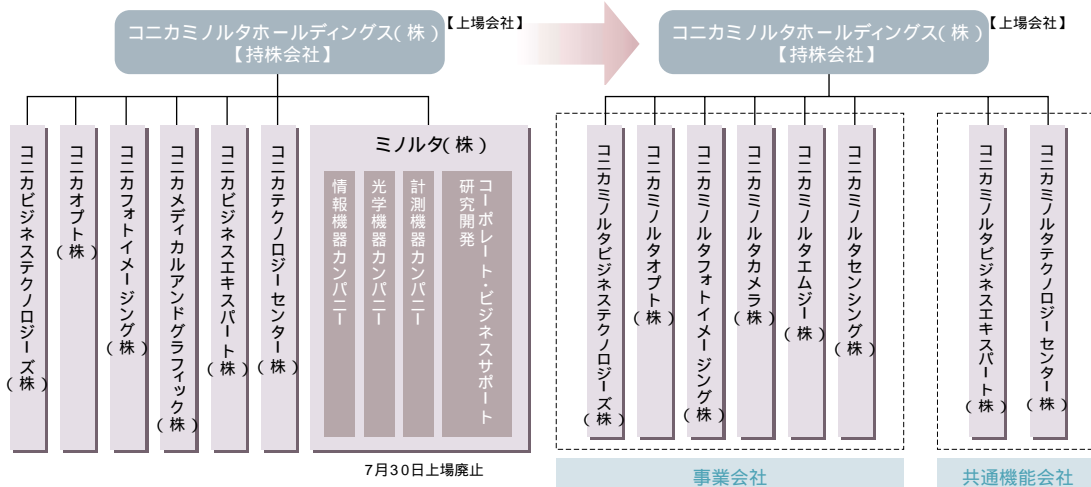 コニカミノルタホールディングス(株)
【持株会社】
【上場会社】
コニカビジネステクノロジーズ(株)
コニカオプト(株)
コニカフォトイメージング(株)
コニカメディカルアンドグラフィック(株)
コニカビジネスエキスパート(株)
コニカテクノロジーセンター(株)
ミノルタ(株)
情報機器カンパニー
光学機器カンパニー
計測機器カンパニー
コーポレート・ビジネスサポート
研究開発
7月30日上場廃止
コニカミノルタホールディングス(株)
【持株会社】
【上場会社】
コニカミノルタビジネステクノロジーズ(株)
コニカミノルタオプト(株)
コニカミノルタフォトイメージング(株)
コニカミノルタカメラ(株)
コニカミノルタエムジー(株)
コニカミノルタセンシング(株)
コニカミノルタビジネスエキスパート(株)
コニカミノルタテクノロジーセンター(株)
事業会社
共通機能会社